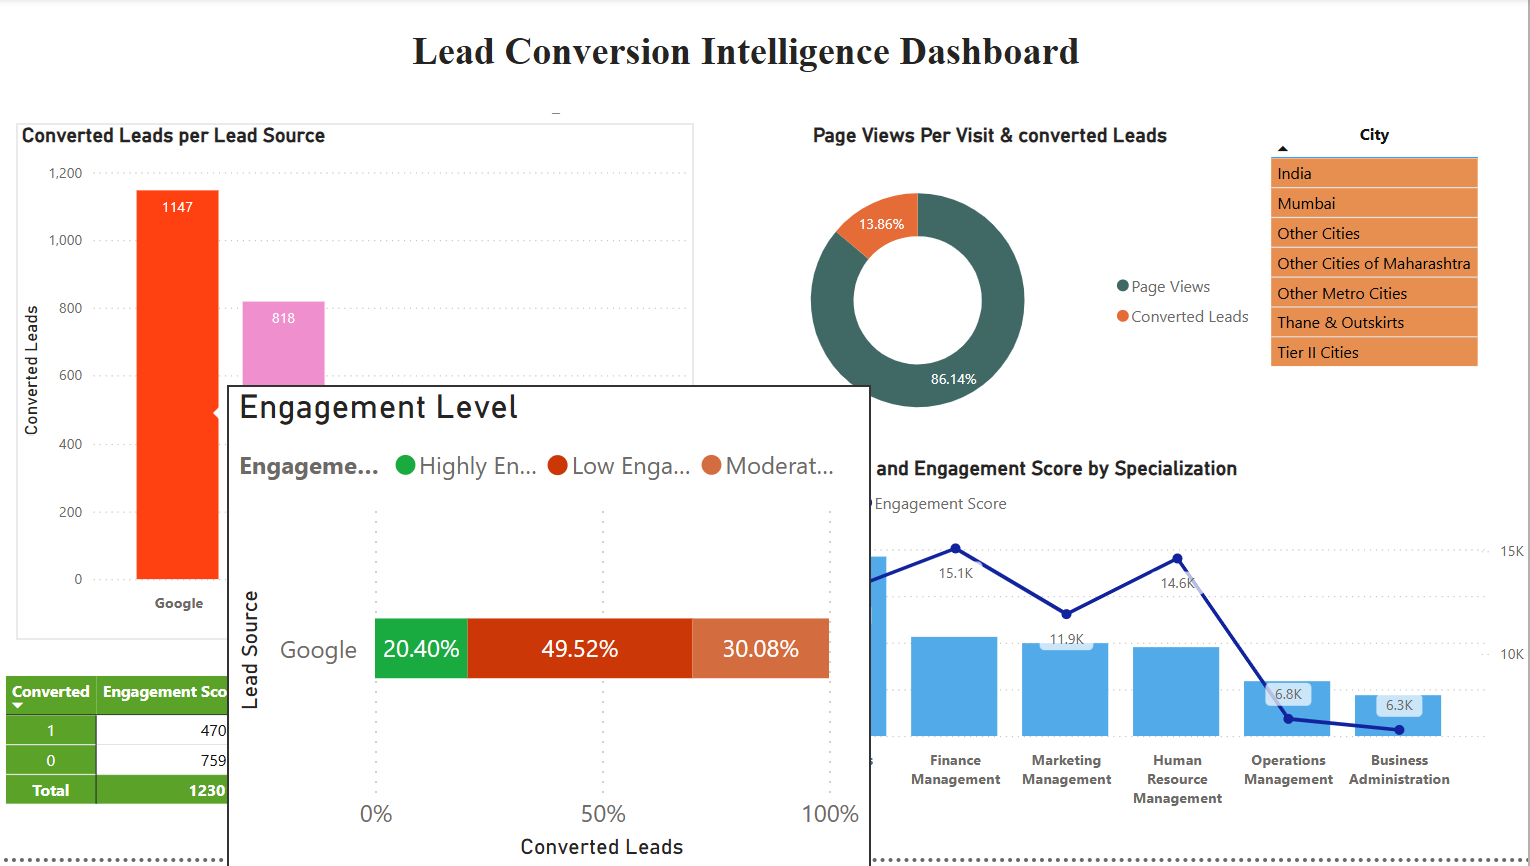 Lead Conversion Intelligence Dashboard
Converted Leads per Lead Source
1,200
1,000
800
600
400
200
0
Converted Leads
1147
818
Google
Page Views Per Visit & converted Leads
13.86%
86.14%
Page Views
Converted Leads
City
India
Mumbai
Other Cities
Other Cities of Maharashtra
Other Metro Cities
Thane & Outskirts
Tier II Cities
Engagement Level
Engageme... Highly En... Low Enga... Moderat...
Lead Source
Google
20.40% 49.52% 30.08%
0% 50% 100%
Converted Leads
and Engagement Score by Specialization
Engagement Score
15K
10K
15.1K
11.9K
14.6K
6.8K
6.3K
s
Finance Management
Marketing Management
Human Resource Management
Operations Management
Business Administration
Converted Engagement Sco
1 470
0 759
Total 1230